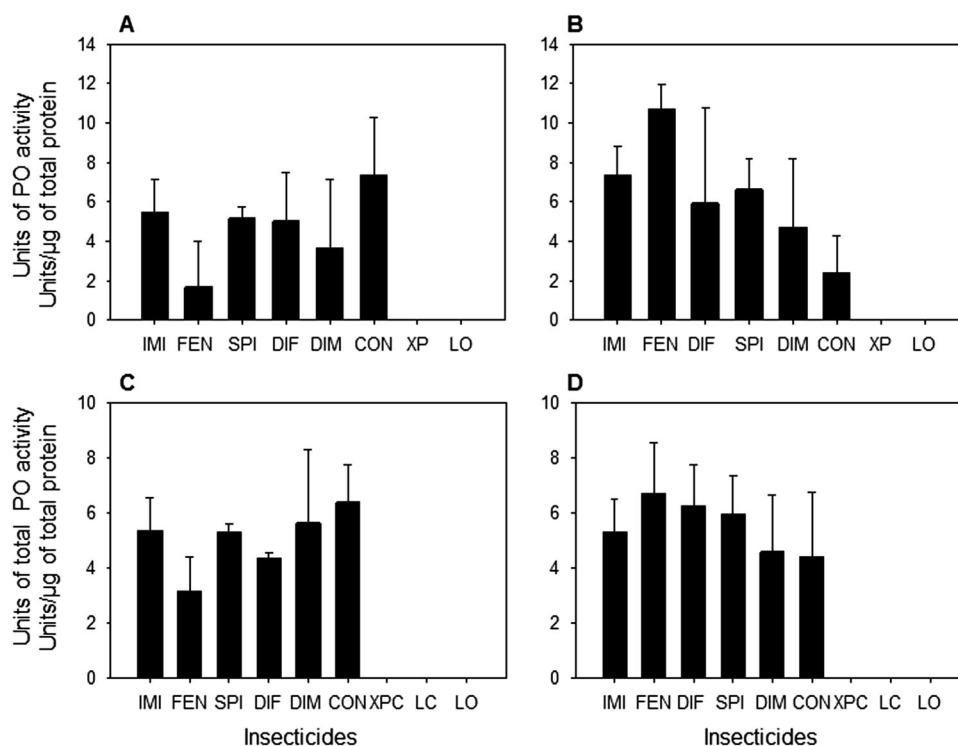 A
B
14
12
10
8
6
4
2
0
14
12
10
8
6
4
2
0
Units of PO activity
Units/µg of total protein
IMI FEN SPI DIF DIM CON XP LO
IMI FEN DIF SPI DIM CON XP LO
C
D
10
8
6
4
2
0
10
8
6
4
2
0
Units of total PO activity
Units/µg of total protein
IMI FEN SPI DIF DIM CON XPC LC LO
IMI FEN DIF SPI DIM CON XPC LC LO
Insecticides
Insecticides